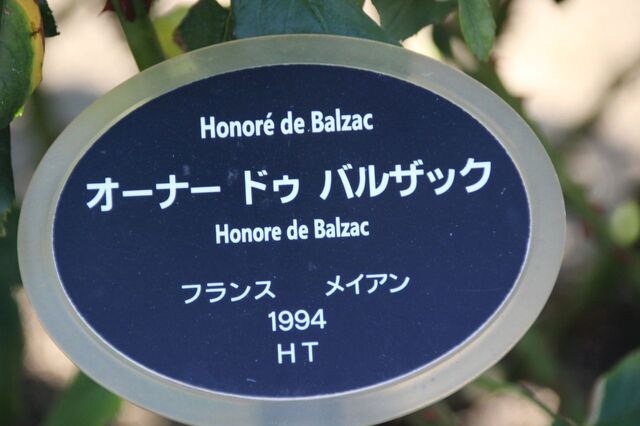 Honoré de Balzac
オーナー ドゥ バルザック
Honore de Balzac
フランス メイアン
1994
HT